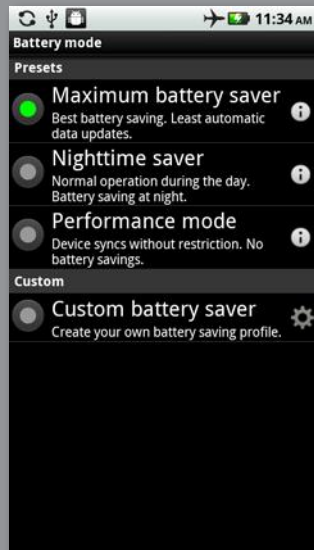 11:34 AM
Battery mode
Presets
Maximum battery saver
Best battery saving. Least automatic
data updates.
Nighttime saver
Normal operation during the day.
Battery saving at night.
Performance mode
Device syncs without restriction. No
battery savings.
Custom
Custom battery saver
Create your own battery saving profile.